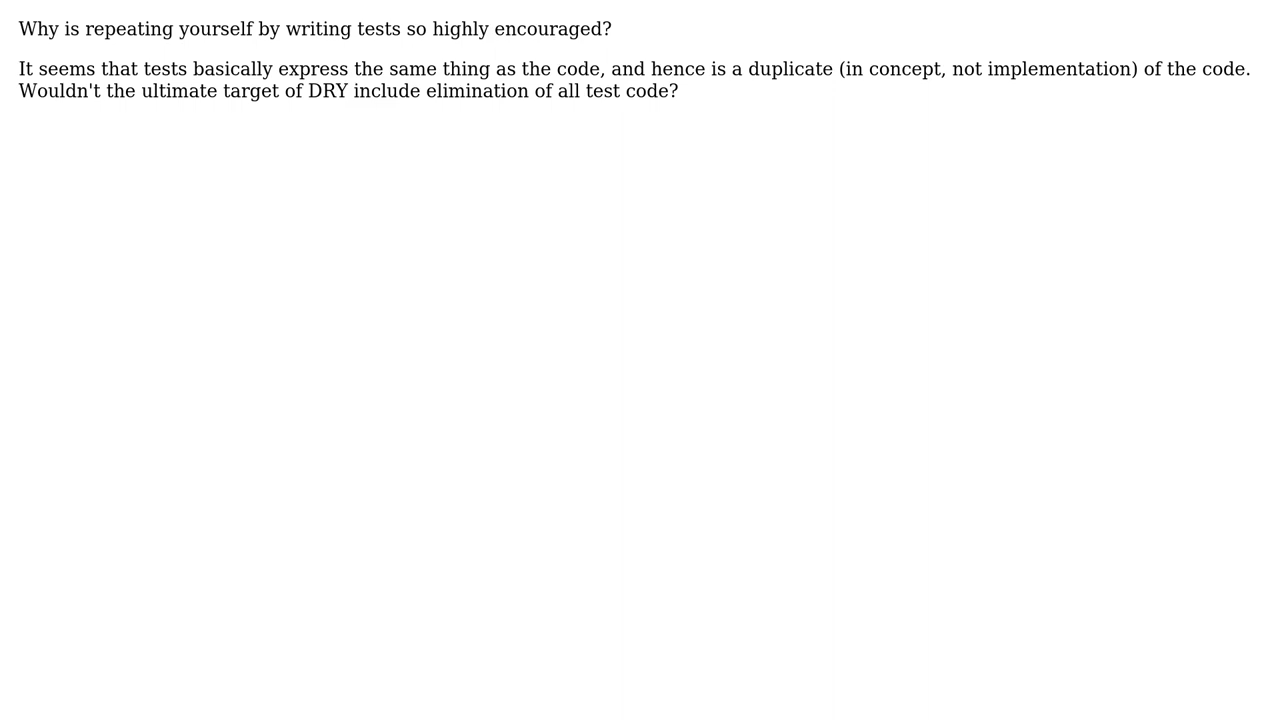 Why is repeating yourself by writing tests so highly encouraged?
It seems that tests basically express the same thing as the code, and hence is a duplicate (in concept, not implementation) of the code.
Wouldn't the ultimate target of DRY include elimination of all test code?